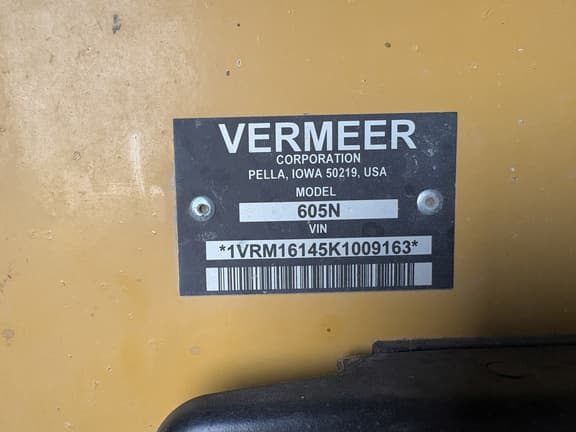 VERMEER
CORPORATION
PELLA, IOWA 50219, USA
MODEL
605N
VIN
*1VRM16145K1009163*